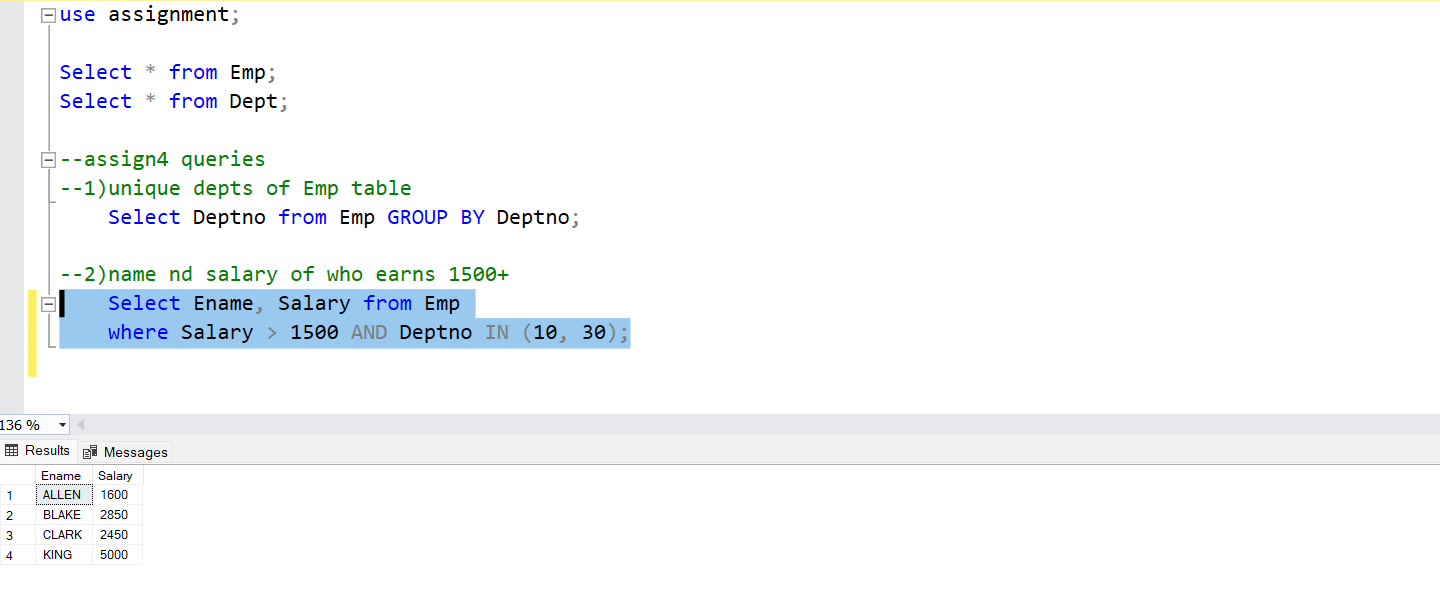 use assignment;
Select * from Emp;
Select * from Dept;
--assign4 queries
--1)unique depts of Emp table
Select Deptno from Emp GROUP BY Deptno;
--2)name nd salary of who earns 1500+
Select Ename, Salary from Emp
where Salary > 1500 AND Deptno IN (10, 30);
136 %
Results Messages
Ename Salary
1 ALLEN 1600
2 BLAKE 2850
3 CLARK 2450
4 KING 5000